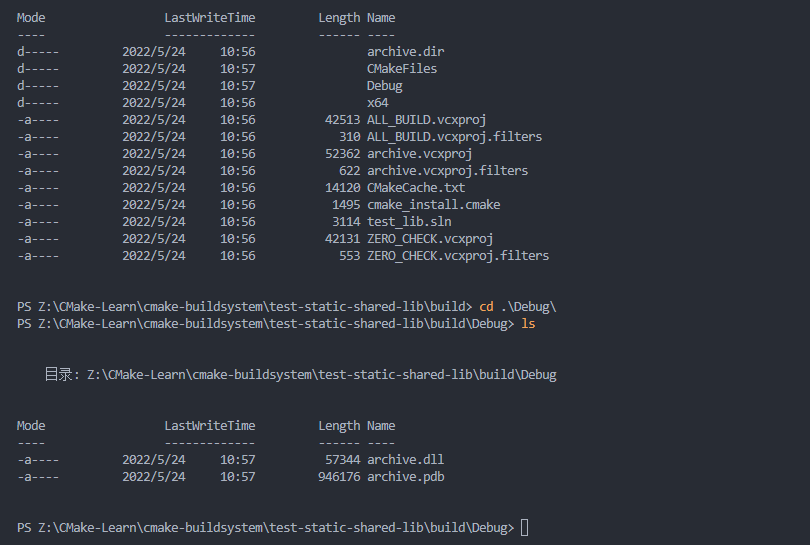 Mode LastWriteTime Length Name
---- ------------- ------ ----
d----- 2022/5/24 10:56 archive.dir
d----- 2022/5/24 10:57 CMakeFiles
d----- 2022/5/24 10:57 Debug
d----- 2022/5/24 10:56 x64
-a---- 2022/5/24 10:56 42513 ALL_BUILD.vcxproj
-a---- 2022/5/24 10:56 310 ALL_BUILD.vcxproj.filters
-a---- 2022/5/24 10:56 52362 archive.vcxproj
-a---- 2022/5/24 10:56 622 archive.vcxproj.filters
-a---- 2022/5/24 10:56 14120 CMakeCache.txt
-a---- 2022/5/24 10:56 1495 cmake_install.cmake
-a---- 2022/5/24 10:56 3114 test_lib.sln
-a---- 2022/5/24 10:56 42131 ZERO_CHECK.vcxproj
-a---- 2022/5/24 10:56 553 ZERO_CHECK.vcxproj.filters
PS Z:\CMake-Learn\cmake-buildsystem\test-static-shared-lib\build> cd .\Debug\
PS Z:\CMake-Learn\cmake-buildsystem\test-static-shared-lib\build\Debug> ls
目录: Z:\CMake-Learn\cmake-buildsystem\test-static-shared-lib\build\Debug
Mode LastWriteTime Length Name
---- ------------- ------ ----
-a---- 2022/5/24 10:57 57344 archive.dll
-a---- 2022/5/24 10:57 946176 archive.pdb
PS Z:\CMake-Learn\cmake-buildsystem\test-static-shared-lib\build\Debug>